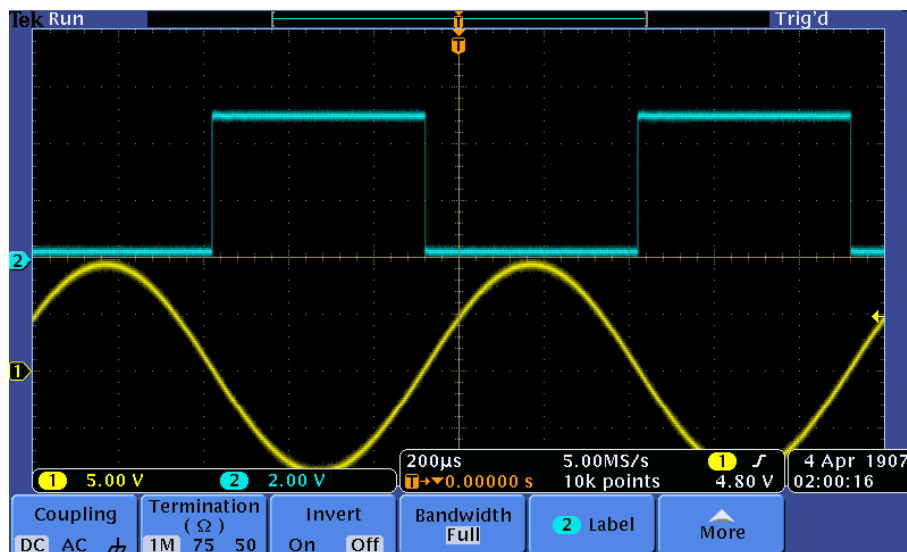 Tek Run Trig'd
T
T
2
1
1 5.00 V 2 2.00 V
200µs 5.00MS/s 1
T→▼0.00000 s 10k points 4.80 V
4 Apr 1907
02:00:16
Coupling
DC AC
Termination
(Ω)
1M 75 50
Invert
On Off
Bandwidth
Full
2 Label
More